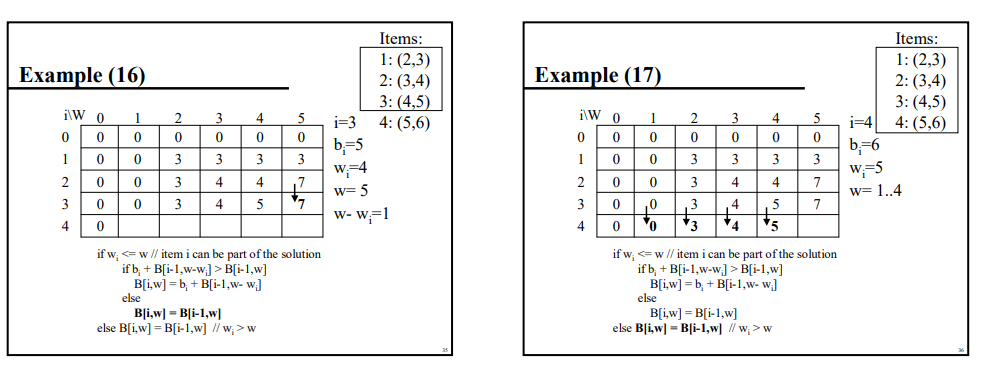 Items:
Example (16)
1: (2,3)
2: (3,4)
3: (4,5)
4: (5,6)
i\W 0 1 2 3 4 5
0 0 0 0 0 0 0
1 0 0 3 3 3 3
2 0 0 3 4 4 7
3 0 0 3 4 5 7
4 0
i=3
bi=5
wi=4
w= 5
w- wi=1
if wi <= w // item i can be part of the solution
if bi + B[i-1,w-wi] > B[i-1,w]
B[i,w] = bi + B[i-1,w- wi]
else
B[i,w] = B[i-1,w]
else B[i,w] = B[i-1,w] // wi > w
35
Items:
Example (17)
1: (2,3)
2: (3,4)
3: (4,5)
4: (5,6)
i\W 0 1 2 3 4 5
0 0 0 0 0 0 0
1 0 0 3 3 3 3
2 0 0 3 4 4 7
3 0 0 3 4 5 7
4 0 0 3 4 5
i=4
bi=6
wi=5
w= 1..4
if wi <= w // item i can be part of the solution
if bi + B[i-1,w-wi] > B[i-1,w]
B[i,w] = bi + B[i-1,w- wi]
else
B[i,w] = B[i-1,w]
else B[i,w] = B[i-1,w] // wi > w
36